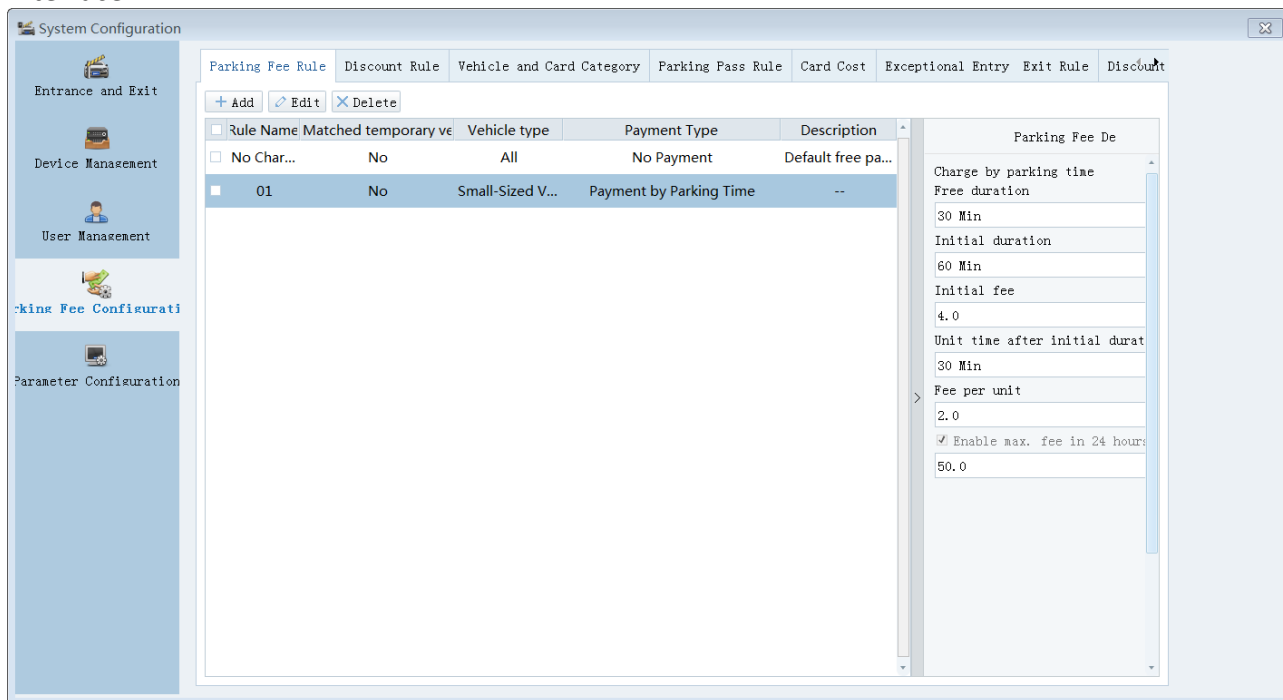 System Configuration
Entrance and Exit
Device Management
User Management
rking Fee Configurati
Parameter Configuration
Parking Fee Rule Discount Rule Vehicle and Card Category Parking Pass Rule Card Cost Exceptional Entry Exit Rule Discount
+ Add Edit Delete
Rule Name Matched temporary ve Vehicle type Payment Type Description
No Char... No All No Payment Default free pa...
01 No Small-Sized V... Payment by Parking Time --
Parking Fee De
Charge by parking time
Free duration
30 Min
Initial duration
60 Min
Initial fee
4.0
Unit time after initial durat
30 Min
Fee per unit
2.0
Enable max. fee in 24 hours
50.0